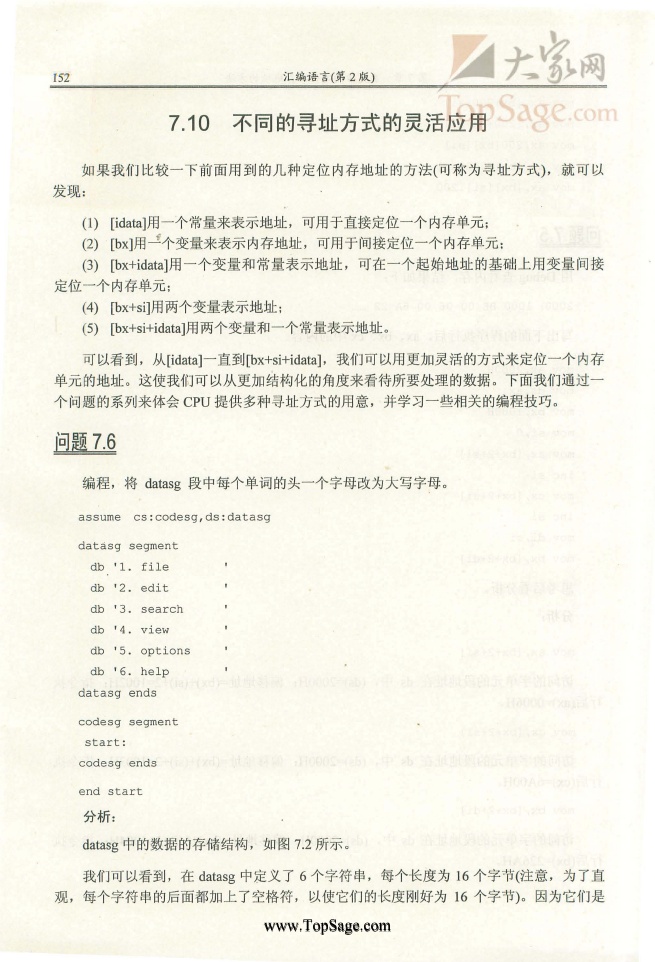 大家网
TopSage.com
152
汇编语言(第 2 版)
7.10 不同的寻址方式的灵活应用
如果我们比较一下前面用到的几种定位内存地址的方法(可称为寻址方式)，就可以
发现：
(1) [idata]用一个常量来表示地址，可用于直接定位一个内存单元；
(2) [bx]用一个变量来表示内存地址，可用于间接定位一个内存单元；
(3) [bx+idata]用一个变量和常量表示地址，可在一个起始地址的基础上用变量间接
定位一个内存单元；
(4) [bx+si]用两个变量表示地址；
(5) [bx+si+idata]用两个变量和一个常量表示地址。
可以看到，从[idata]一直到[bx+si+idata]，我们可以用更加灵活的方式来定位一个内存
单元的地址。这使我们可以从更加结构化的角度来看待所要处理的数据。下面我们通过一
个问题的系列来体会 CPU 提供多种寻址方式的用意，并学习一些相关的编程技巧。
问题 7.6
编程，将 datasg 段中每个单词的头一个字母改为大写字母。
assume cs:codesg,ds:datasg
datasg segment
db '1. file         '
db '2. edit         '
db '3. search       '
db '4. view         '
db '5. options      '
db '6. help         '
datasg ends
codesg segment
start:
codesg ends
end start
分析：
datasg 中的数据的存储结构，如图 7.2 所示。
我们可以看到，在 datasg 中定义了 6 个字符串，每个长度为 16 个字节(注意，为了直
观，每个字符串的后面都加上了空格符，以使它们的长度刚好为 16 个字节)。因为它们是
www.TopSage.com